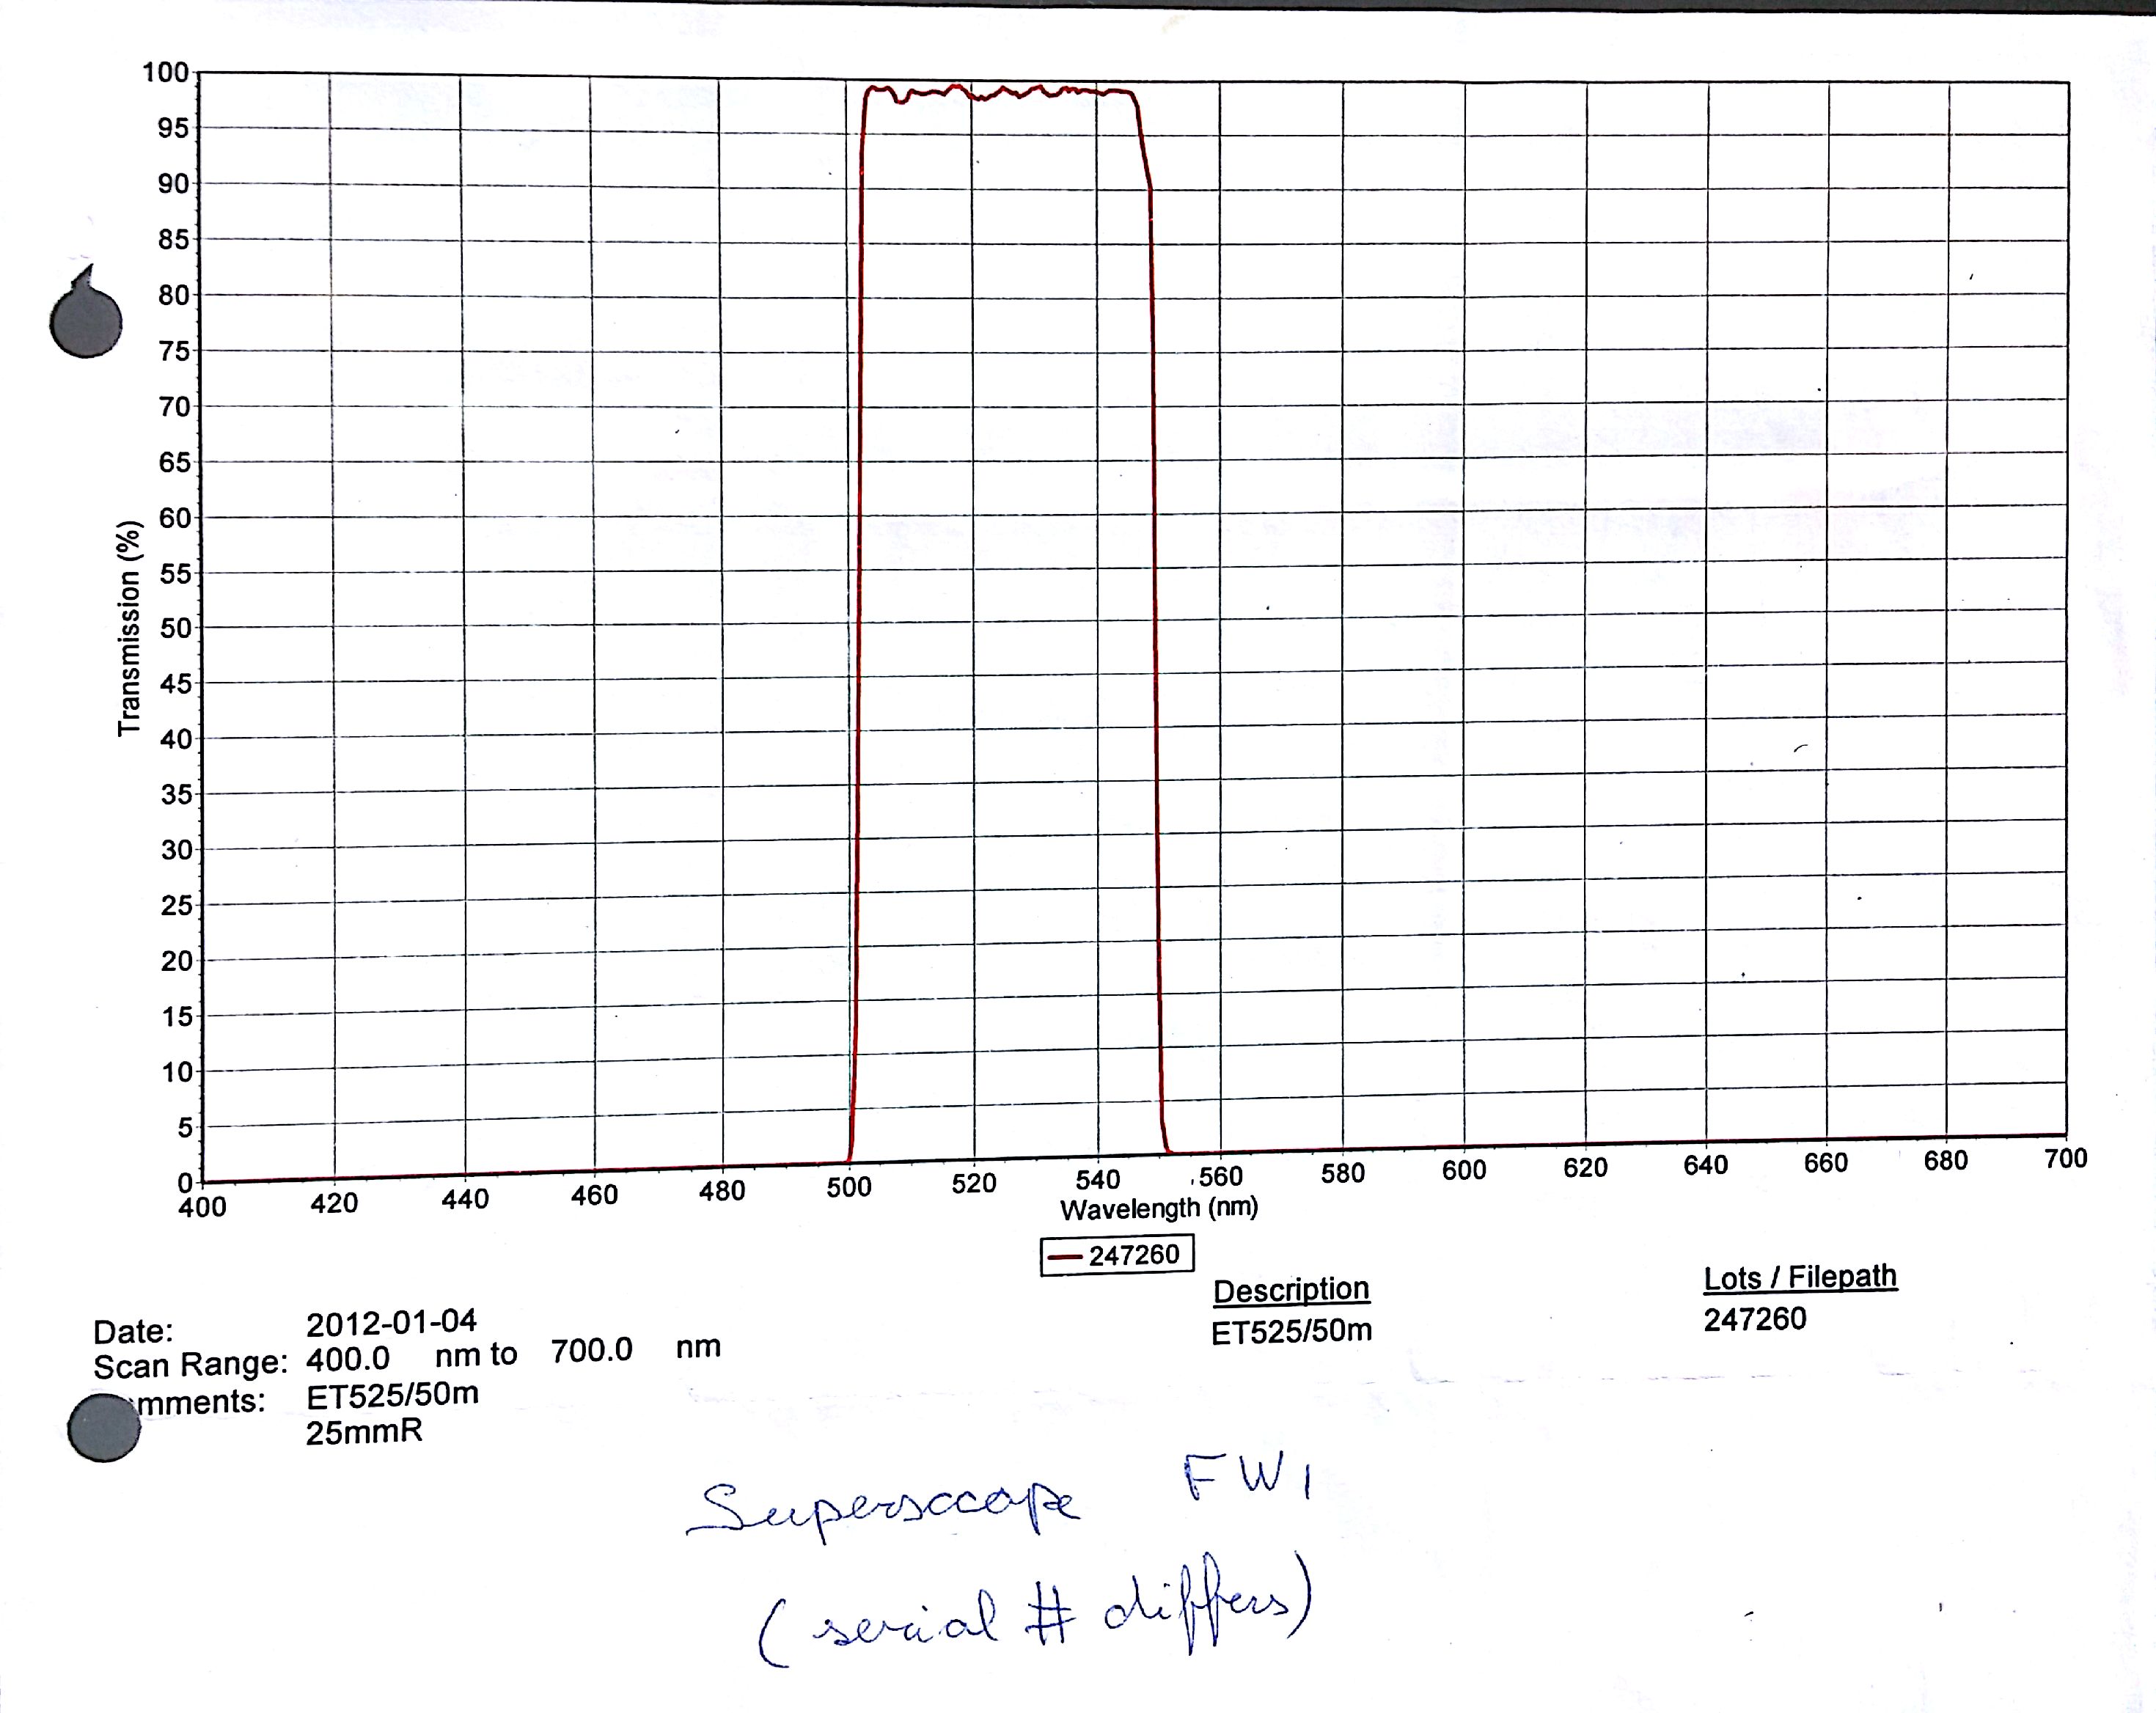 100
95
90
85
80
75
70
65
60
55
50
45
40
35
30
25
20
15
10
5
0
Transmission (%)
400 420 440 460 480 500 520 540 560 580 600 620 640 660 680 700
Wavelength (nm)
247260
Description
ET525/50m
Lots / Filepath
247260
Date: 2012-01-04
Scan Range: 400.0 nm to 700.0 nm
mments: ET525/50m
25mmR
Superscope FW1
(serial # differs)